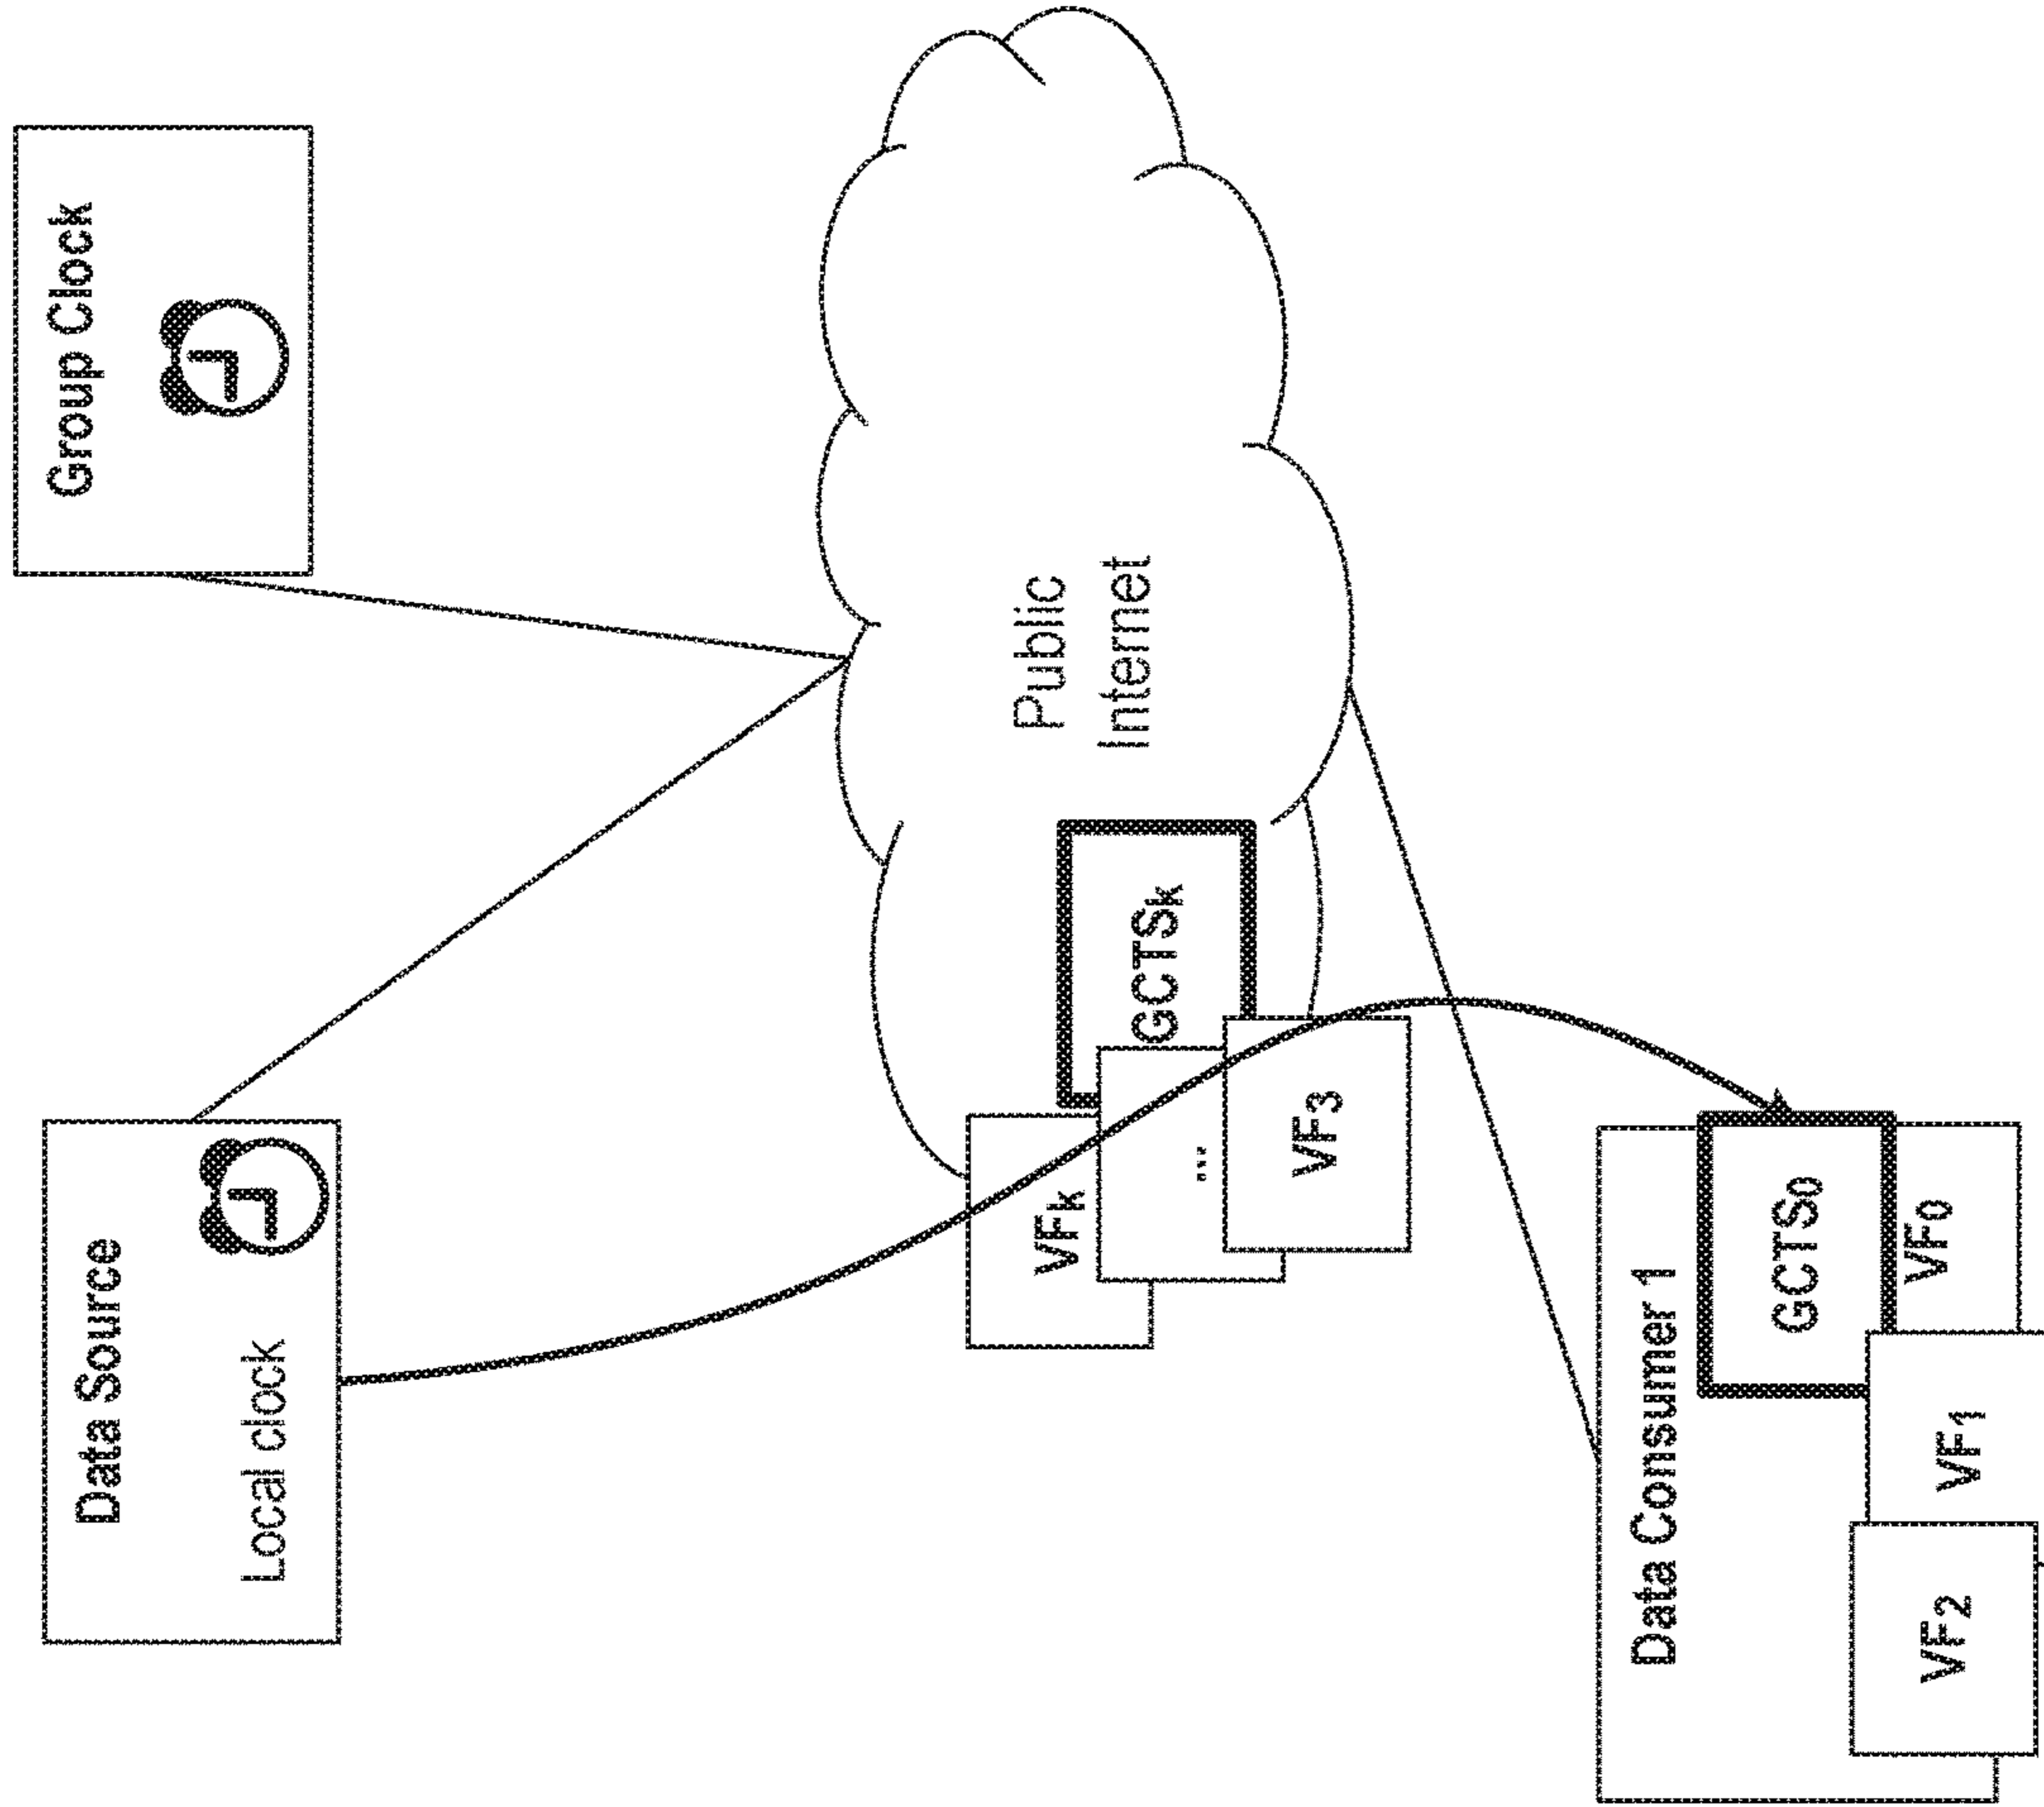 Group Clock
Data Source
Local clock
Public
Internet
GCTSk
VFk
...
VF3
Data Consumer 1
GCTS0
VF0
VF1
VF2